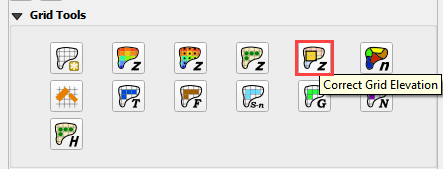 Grid Tools
Z Z Z Z n
Correct Grid Elevation
T F S-n G N
H